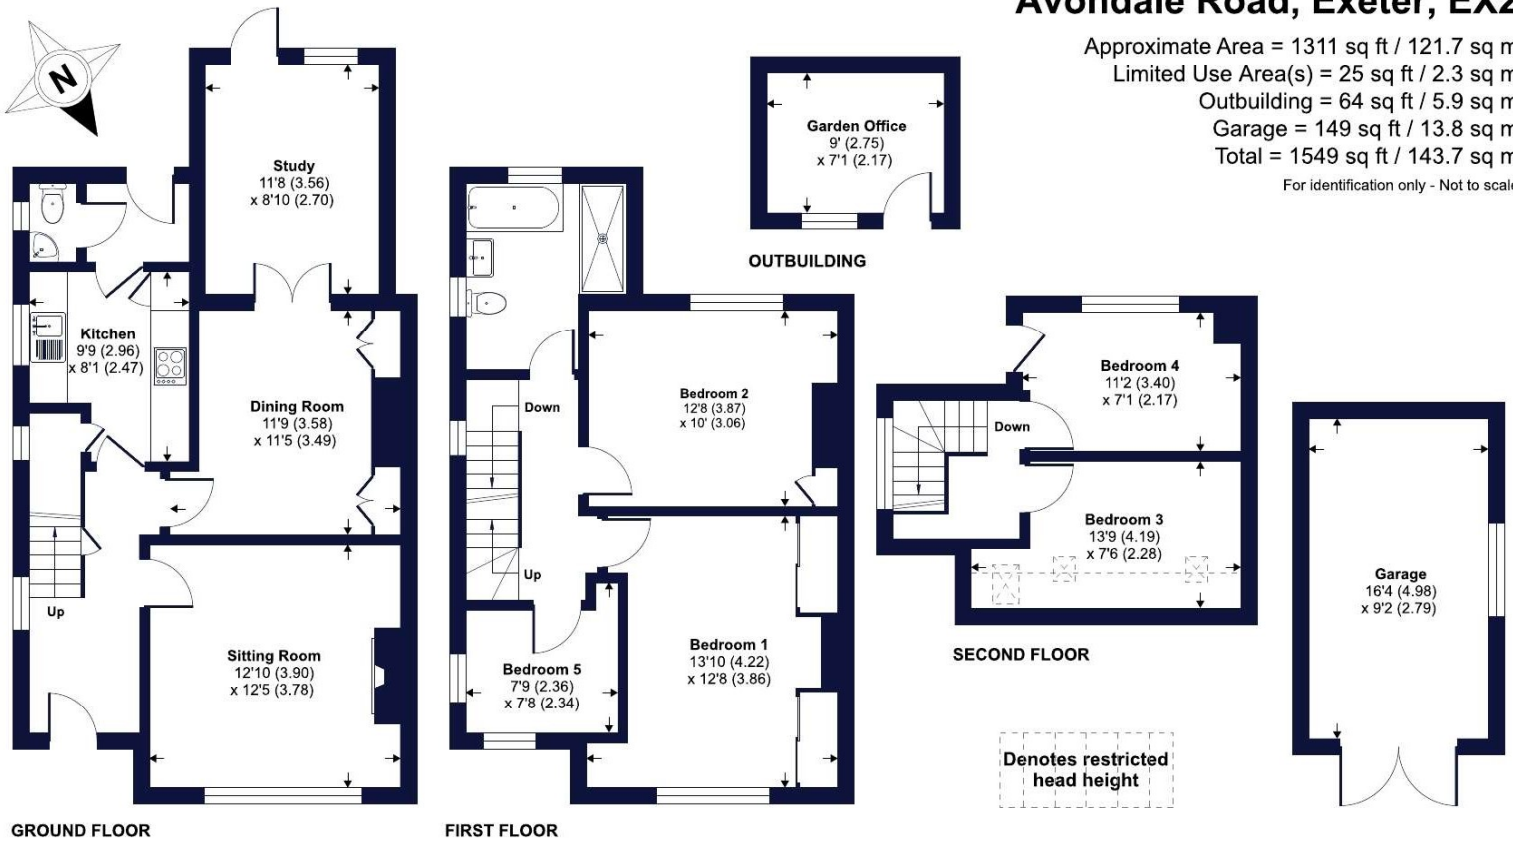 Avondale Road, Exeter, EX2
Approximate Area = 1311 sq ft / 121.7 sq m
Limited Use Area(s) = 25 sq ft / 2.3 sq m
Outbuilding = 64 sq ft / 5.9 sq m
Garage = 149 sq ft / 13.8 sq m
Total = 1549 sq ft / 143.7 sq m
For identification only - Not to scale
N
Study
11'8 (3.56)
x 8'10 (2.70)
Kitchen
9'9 (2.96)
x 8'1 (2.47)
Dining Room
11'9 (3.58)
x 11'5 (3.49)
Up
Sitting Room
12'10 (3.90)
x 12'5 (3.78)
GROUND FLOOR
Down
Bedroom 2
12'8 (3.87)
x 10' (3.06)
Up
Bedroom 5
7'9 (2.36)
x 7'8 (2.34)
Bedroom 1
13'10 (4.22)
x 12'8 (3.86)
FIRST FLOOR
Garden Office
9' (2.75)
x 7'1 (2.17)
OUTBUILDING
Bedroom 4
11'2 (3.40)
x 7'1 (2.17)
Down
Bedroom 3
13'9 (4.19)
x 7'6 (2.28)
SECOND FLOOR
Denotes restricted
head height
Garage
16'4 (4.98)
x 9'2 (2.79)